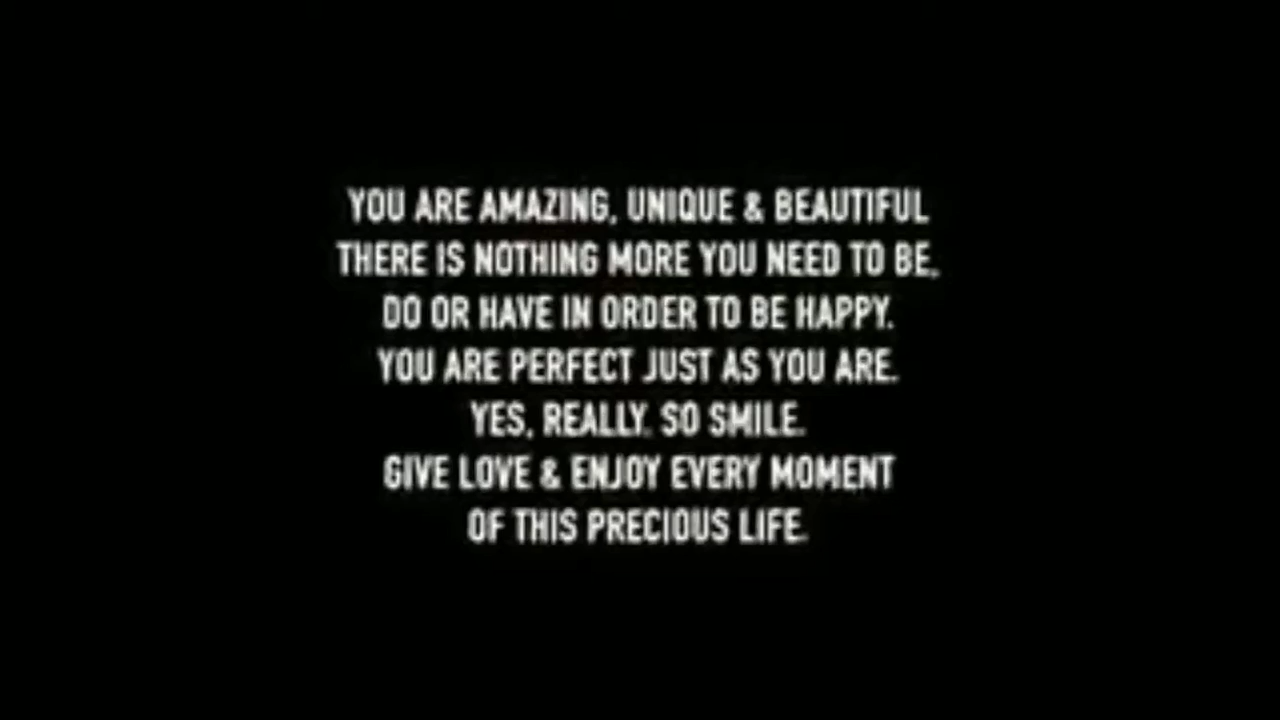 YOU ARE AMAZING, UNIQUE & BEAUTIFUL
THERE IS NOTHING MORE YOU NEED TO BE,
DO OR HAVE IN ORDER TO BE HAPPY.
YOU ARE PERFECT JUST AS YOU ARE.
YES, REALLY. SO SMILE.
GIVE LOVE & ENJOY EVERY MOMENT
OF THIS PRECIOUS LIFE.